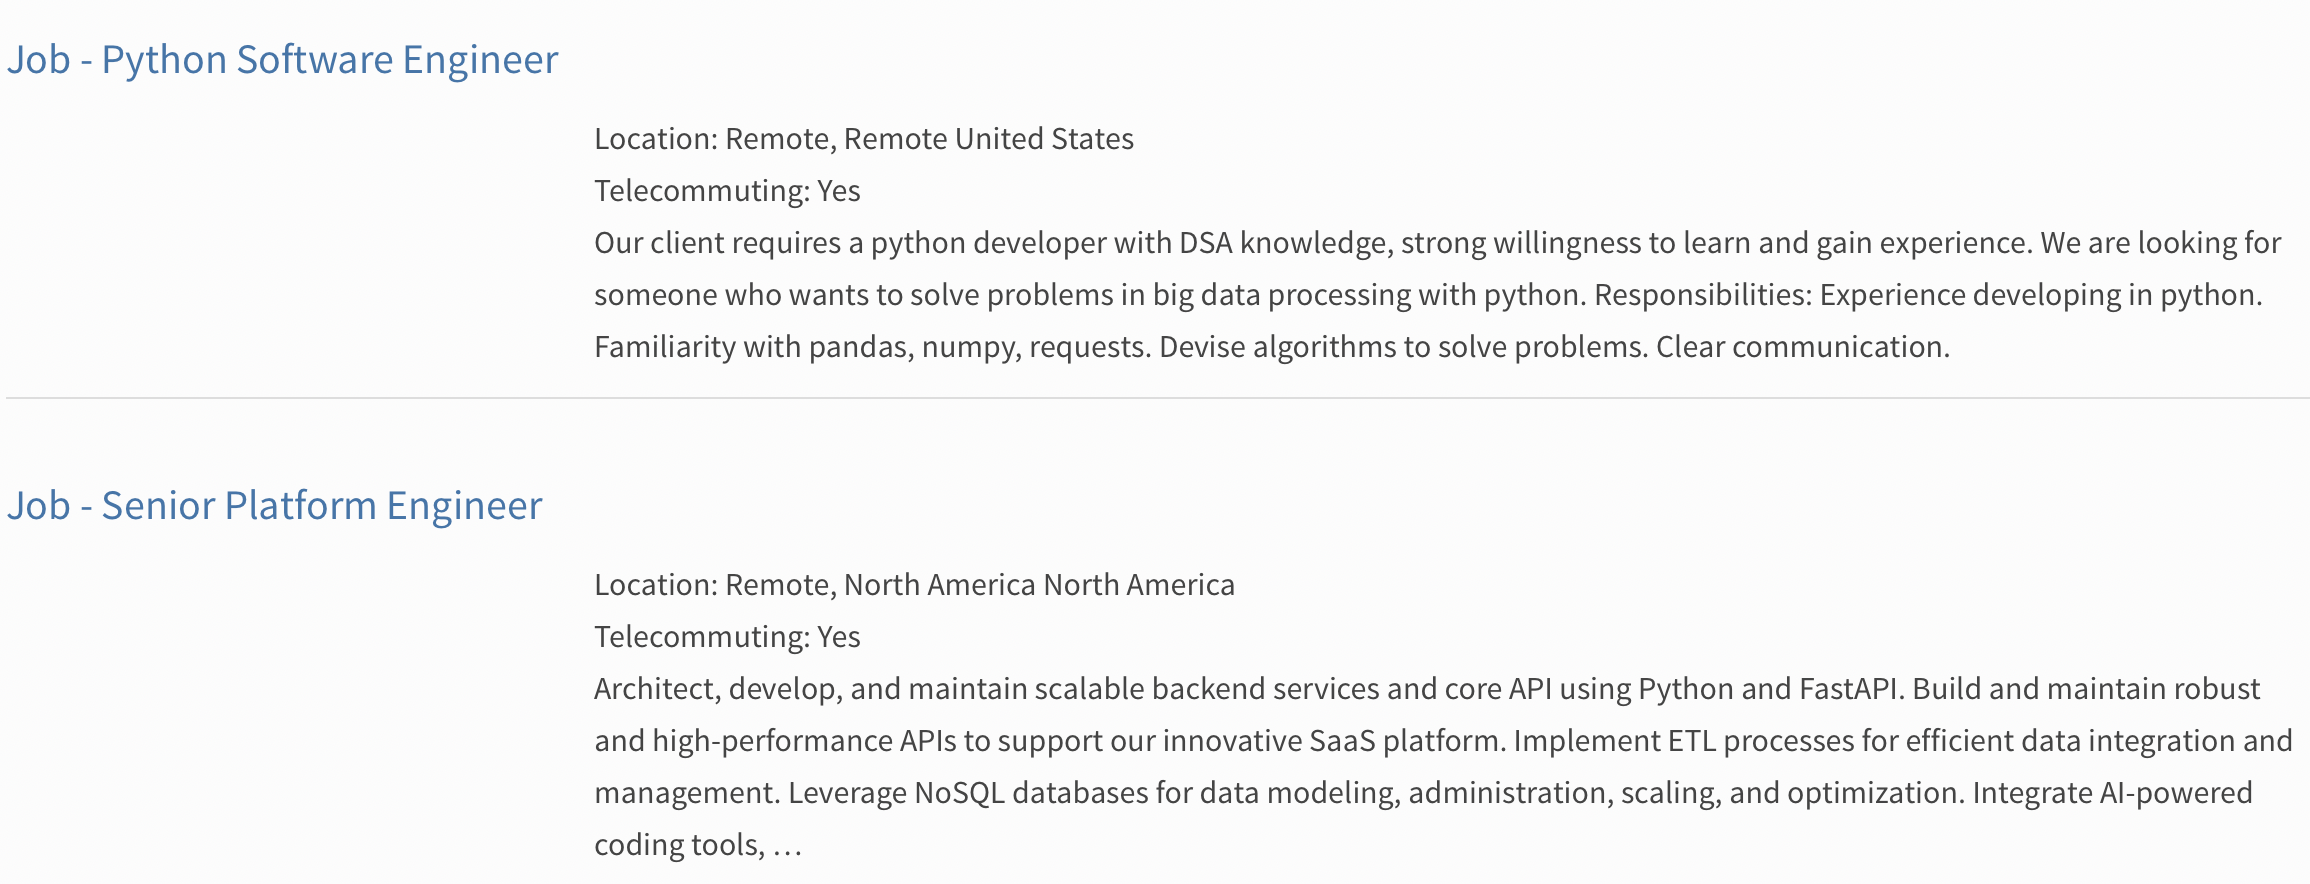 Job - Python Software Engineer
Location: Remote, Remote United States
Telecommuting: Yes
Our client requires a python developer with DSA knowledge, strong willingness to learn and gain experience. We are looking for
someone who wants to solve problems in big data processing with python. Responsibilities: Experience developing in python.
Familiarity with pandas, numpy, requests. Devise algorithms to solve problems. Clear communication.
Job - Senior Platform Engineer
Location: Remote, North America North America
Telecommuting: Yes
Architect, develop, and maintain scalable backend services and core API using Python and FastAPI. Build and maintain robust
and high-performance APIs to support our innovative SaaS platform. Implement ETL processes for efficient data integration and
management. Leverage NoSQL databases for data modeling, administration, scaling, and optimization. Integrate AI-powered
coding tools, …